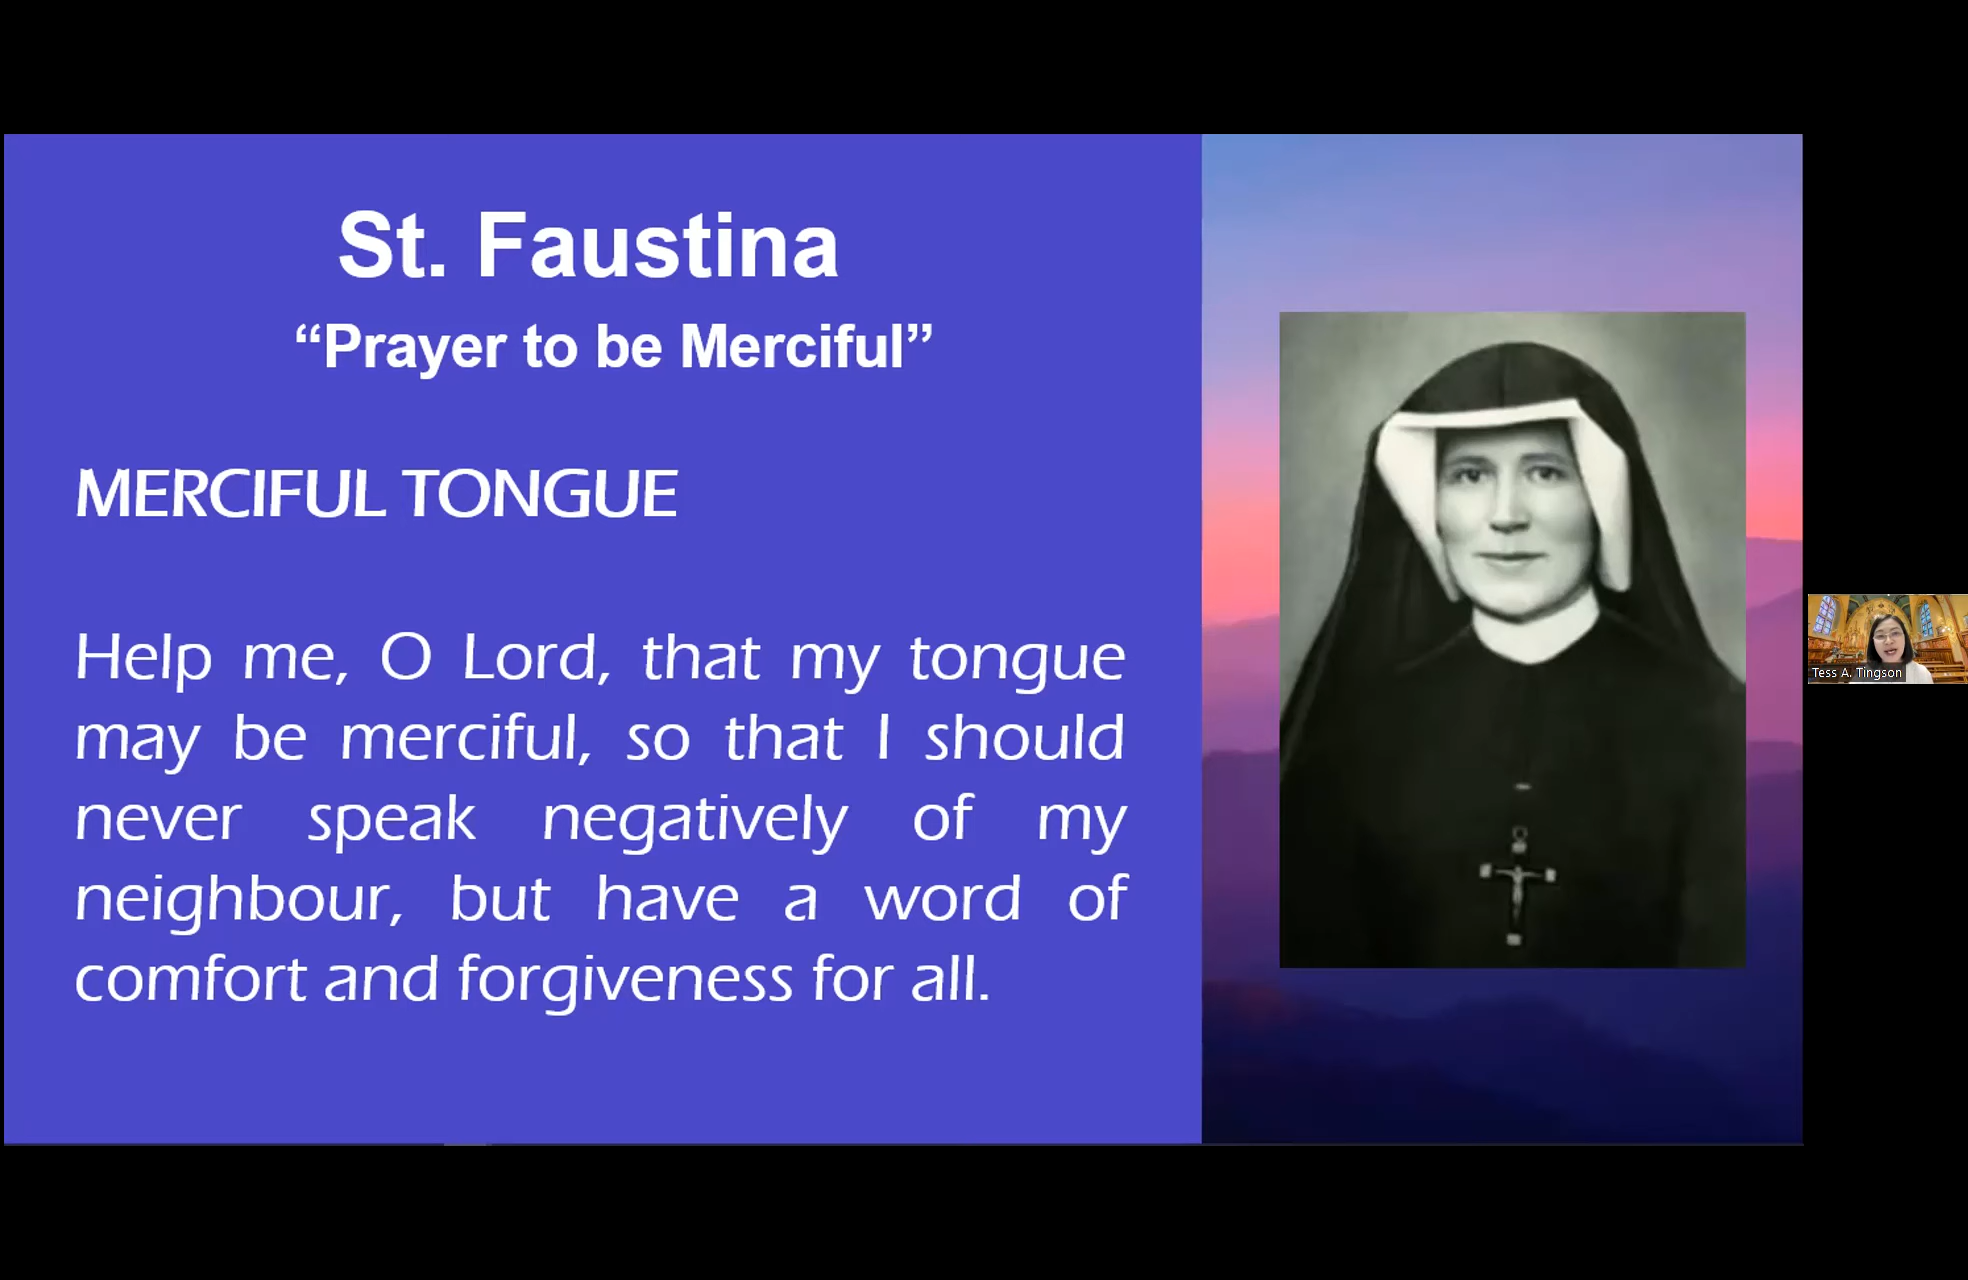 St. Faustina
“Prayer to be Merciful”
MERCIFUL TONGUE
Help me, O Lord, that my tongue
may be merciful, so that I should
never speak negatively of my
neighbour, but have a word of
comfort and forgiveness for all.
Tess A. Tingson